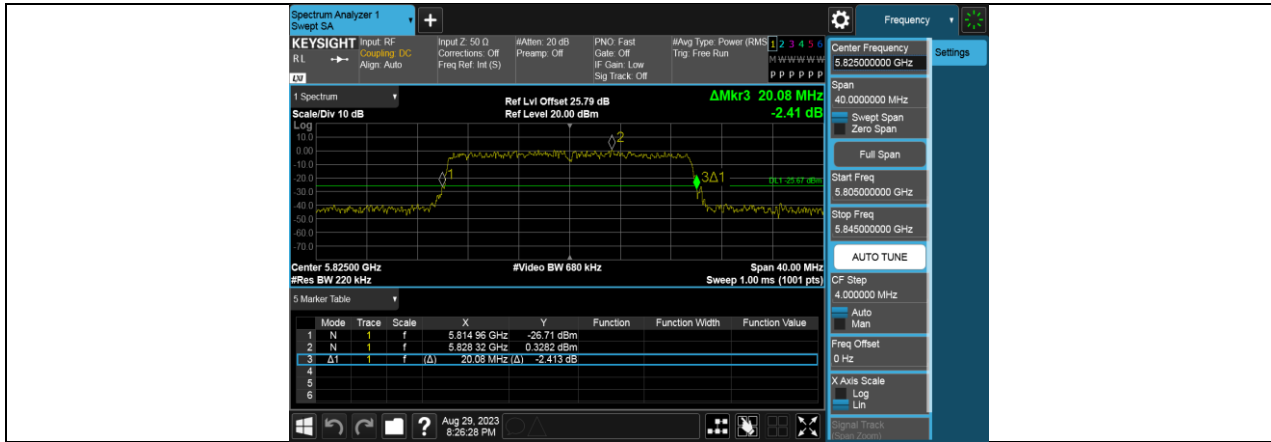 Spectrum Analyzer 1
Swept SA
+
Frequency
KEYSIGHT
RL
LXI
Input: RF
Coupling: DC
Align: Auto
Input Z: 50 Ω
Corrections: Off
Freq Ref: Int (S)
#Atten: 20 dB
Preamp: Off
PNO: Fast
Gate: Off
IF Gain: Low
Sig Track: Off
#Avg Type: Power (RMS
Trig: Free Run
1 2 3 4 5 6
M W W W W W
P P P P P P
1 Spectrum
Scale/Div 10 dB
Ref Lvl Offset 25.79 dB
Ref Level 20.00 dBm
ΔMkr3 20.08 MHz
-2.41 dB
Log
10.0
0.00
-10.0
-20.0
-30.0
-40.0
-50.0
-60.0
-70.0
1
2
3Δ1
DL1 -25.67 dBm
Center 5.82500 GHz
#Video BW 680 kHz
Span 40.00 MHz
#Res BW 220 kHz
Sweep 1.00 ms (1001 pts)
5 Marker Table
Mode Trace Scale X Y Function Function Width Function Value
1 N 1 f 5.814 96 GHz -26.71 dBm
2 N 1 f 5.828 32 GHz 0.3282 dBm
3 Δ1 1 f (Δ) 20.08 MHz (Δ) -2.413 dB
4
5
6
?
Aug 29, 2023
8:26:28 PM
Center Frequency
5.825000000 GHz
Settings
Span
40.0000000 MHz
Swept Span
Zero Span
Full Span
Start Freq
5.805000000 GHz
Stop Freq
5.845000000 GHz
AUTO TUNE
CF Step
4.000000 MHz
Auto
Man
Freq Offset
0 Hz
X Axis Scale
Log
Lin
Signal Track
(Span Zoom)